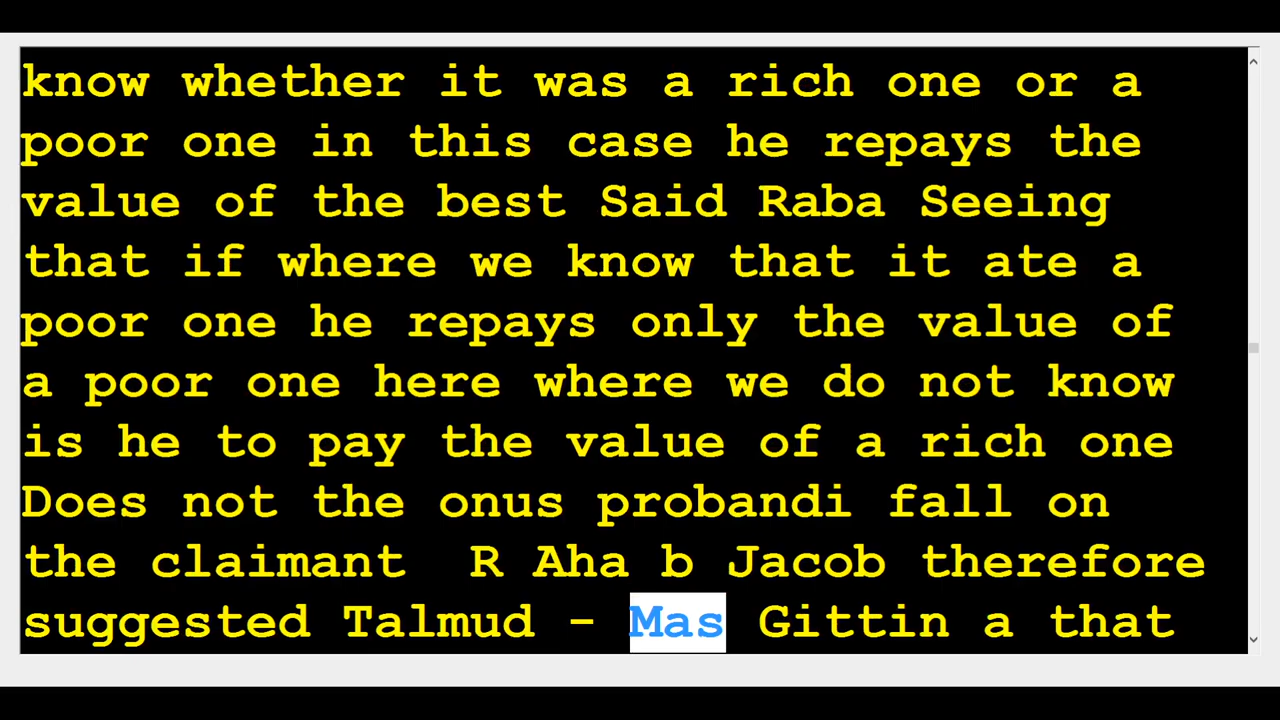 know whether it was a rich one or a
poor one in this case he repays the
value of the best Said Raba Seeing
that if where we know that it ate a
poor one he repays only the value of
a poor one here where we do not know
is he to pay the value of a rich one
Does not the onus probandi fall on
the claimant  R Aha b Jacob therefore
suggested Talmud - Mas Gittin a that